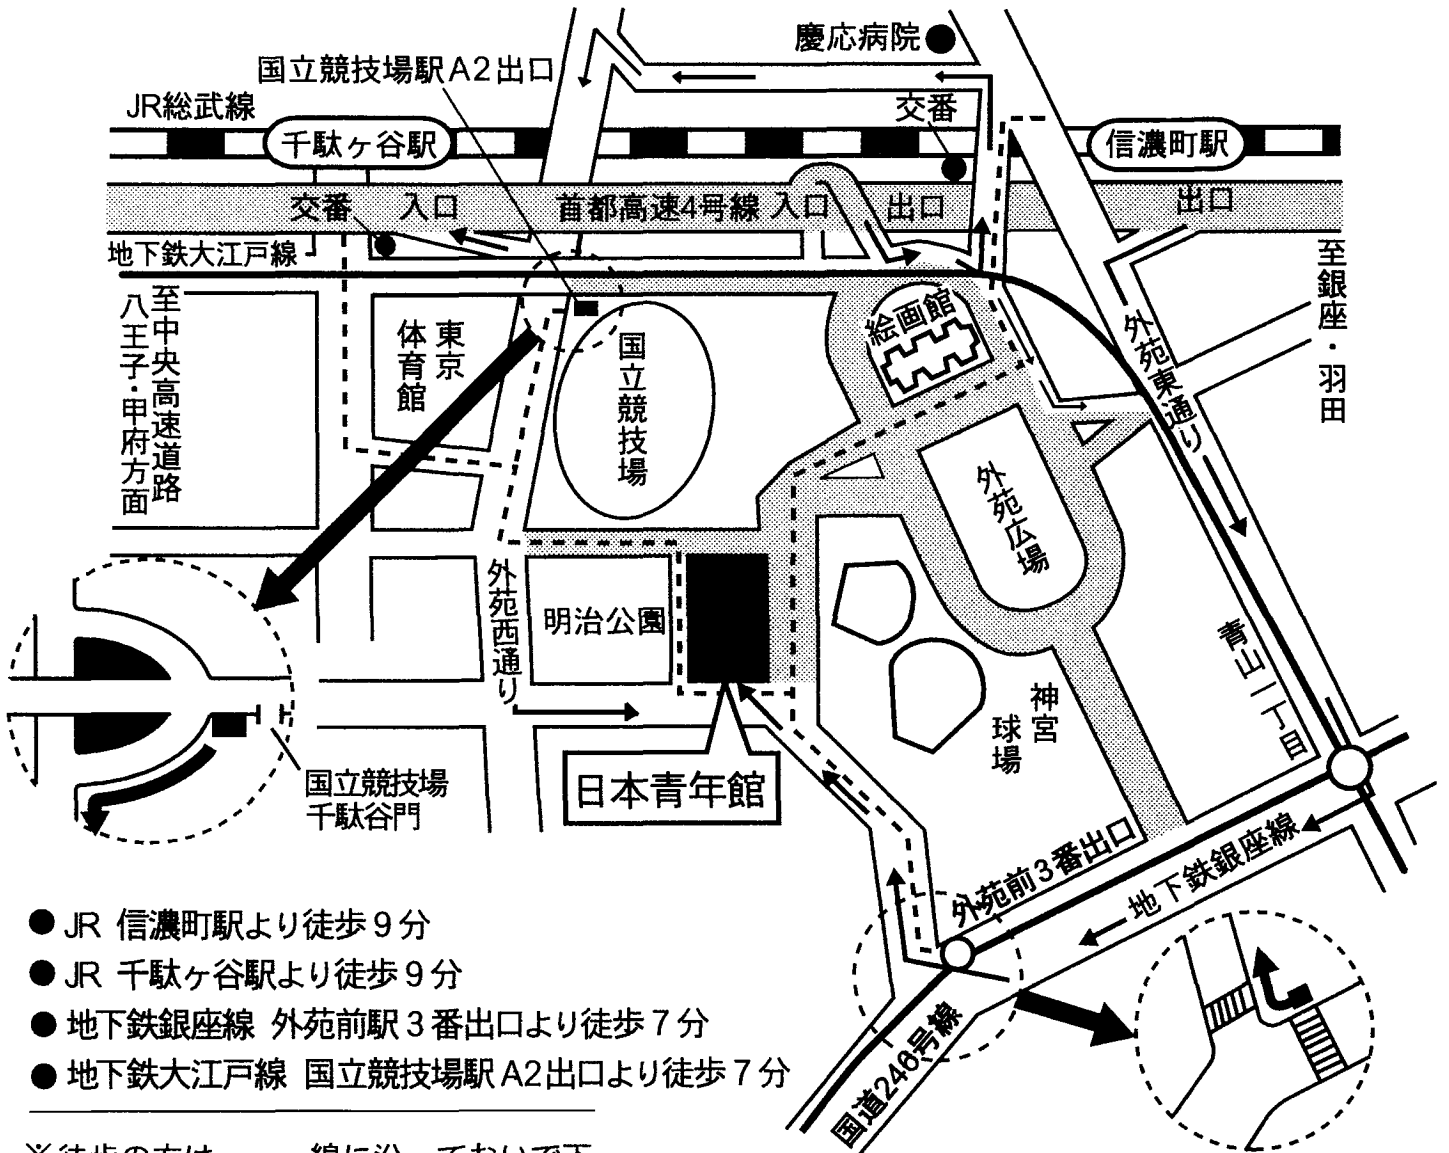 慶応病院
国立競技場駅A2出口
JR総武線
交番
千駄ヶ谷駅
信濃町駅
交番
入口
首都高速4号線
入口
出口
出口
地下鉄大江戸線
至中央高速道路
八王子・甲府方面
東京
体育館
国立競技場
絵画館
外苑東通り
至銀座・羽田
外苑広場
外苑西通り
明治公園
青山一丁目
神宮
球場
日本青年館
国立競技場
千駄谷門
外苑前3番出口
地下鉄銀座線
国道246号線
● JR 信濃町駅より徒歩9分
● JR 千駄ヶ谷駅より徒歩9分
● 地下鉄銀座線 外苑前駅3番出口より徒歩7分
● 地下鉄大江戸線 国立競技場駅A2出口より徒歩7分